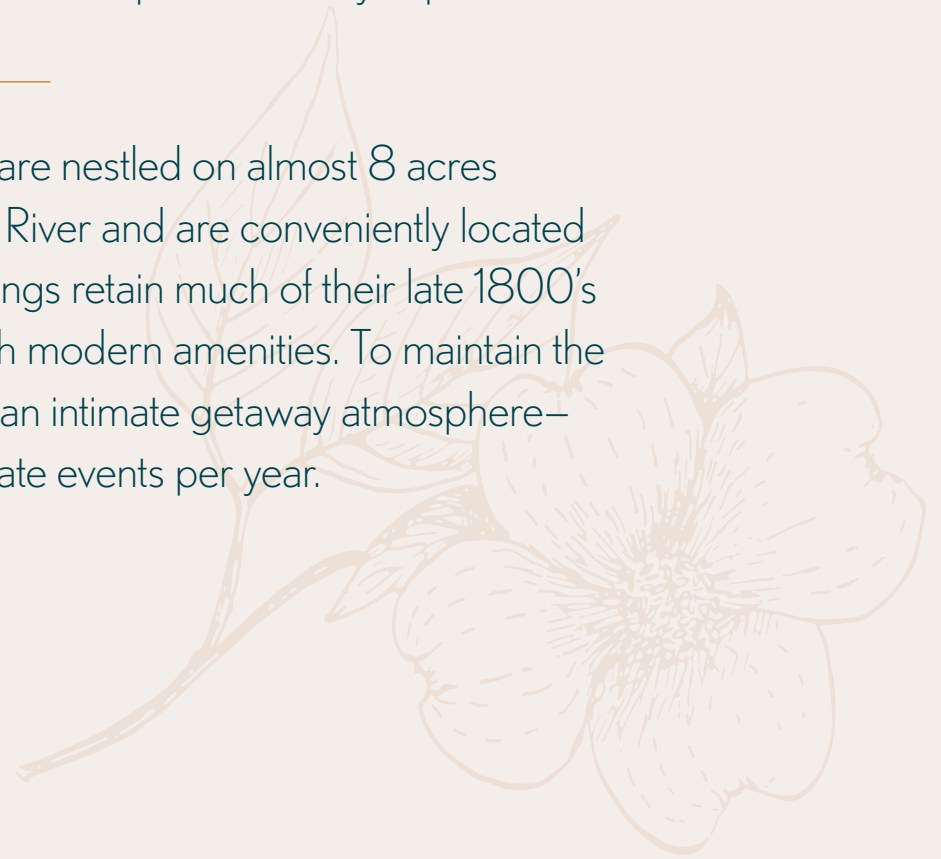 are nestled on almost 8 acres
River and are conveniently located
ngs retain much of their late 1800's
h modern amenities. To maintain the
an intimate getaway atmosphere—
ate events per year.